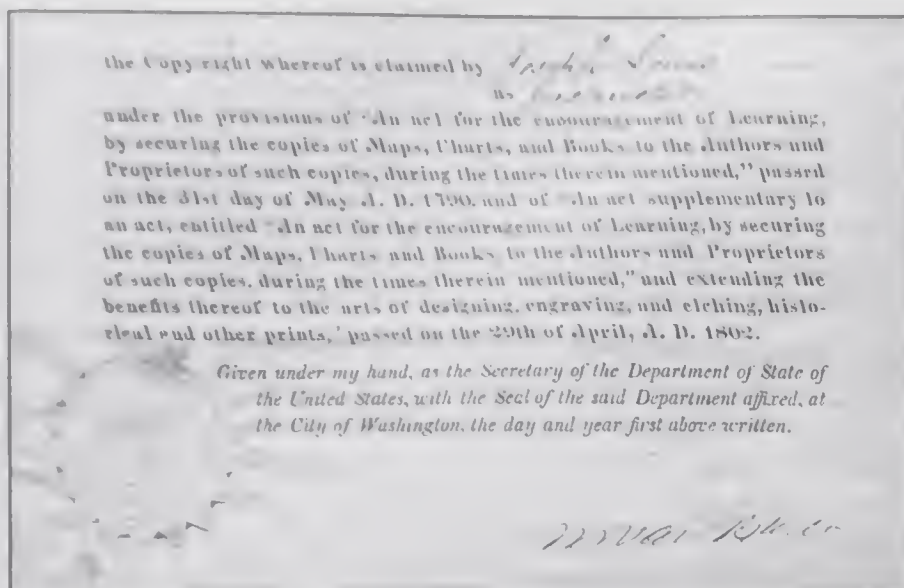 the Copy right whereof is claimed by Joseph
as
under the provisions of "An act for the encouragement of Learning,
by securing the copies of Maps, Charts, and Books to the Authors and
Proprietors of such copies, during the times therein mentioned," passed
on the 31st day of May A. D. 1790. and of "An act supplementary to
an act, entitled "An act for the encouragement of Learning, by securing
the copies of Maps, Charts and Books to the Authors and Proprietors
of such copies, during the times therein mentioned," and extending the
benefits thereof to the arts of designing, engraving, and etching, histo-
rical and other prints,' passed on the 29th of April, A. D. 1802.
Given under my hand, as the Secretary of the Department of State of
the United States, with the Seal of the said Department affixed, at
the City of Washington, the day and year first above written.